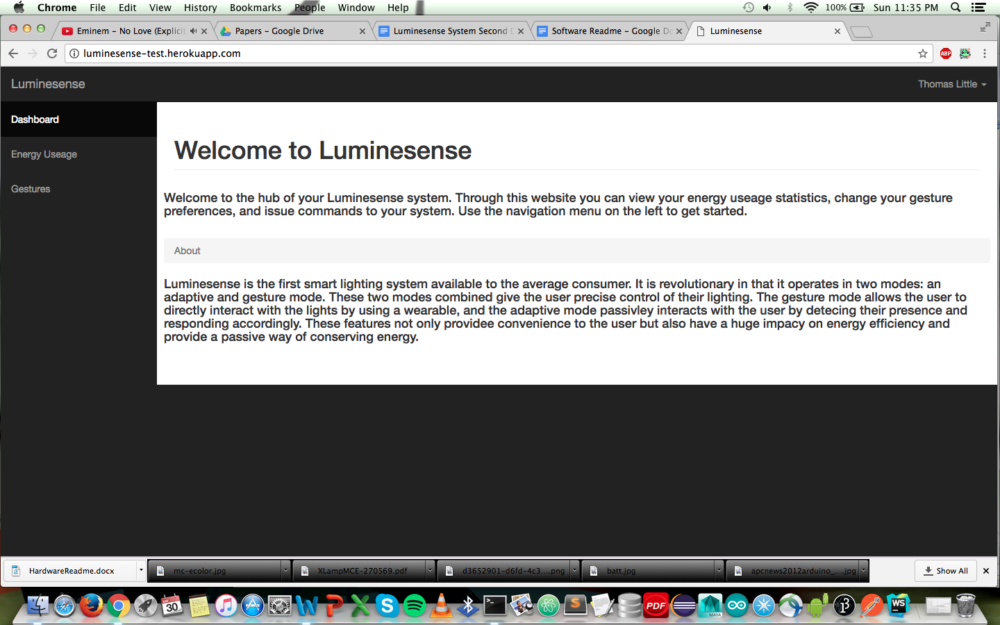 Chrome File Edit View History Bookmarks People Window Help 100% Sun 11:35 PM
Eminem – No Love (Explicit Papers – Google Drive Luminesense System Second D Software Readme – Google Do Luminesense
luminesense-test.herokuapp.com ABP
Luminesense Thomas Little
Dashboard
Energy Useage
Gestures
Welcome to Luminesense
Welcome to the hub of your Luminesense system. Through this website you can view your energy useage statistics, change your gesture
preferences, and issue commands to your system. Use the navigation menu on the left to get started.
About
Luminesense is the first smart lighting system available to the average consumer. It is revolutionary in that it operates in two modes: an
adaptive and gesture mode. These two modes combined give the user precise control of their lighting. The gesture mode allows the user to
directly interact with the lights by using a wearable, and the adaptive mode passivley interacts with the user by detecing their presence and
responding accordingly. These features not only providee convenience to the user but also have a huge impacy on energy efficiency and
provide a passive way of conserving energy.
HardwareReadme.docx mc-ecolor.jpg XLampMCE-270569.pdf d3652901-d6fd-4c3....png batt.jpg apcnews2012arduino_....jpg Show All
30 PDF MAYA WS